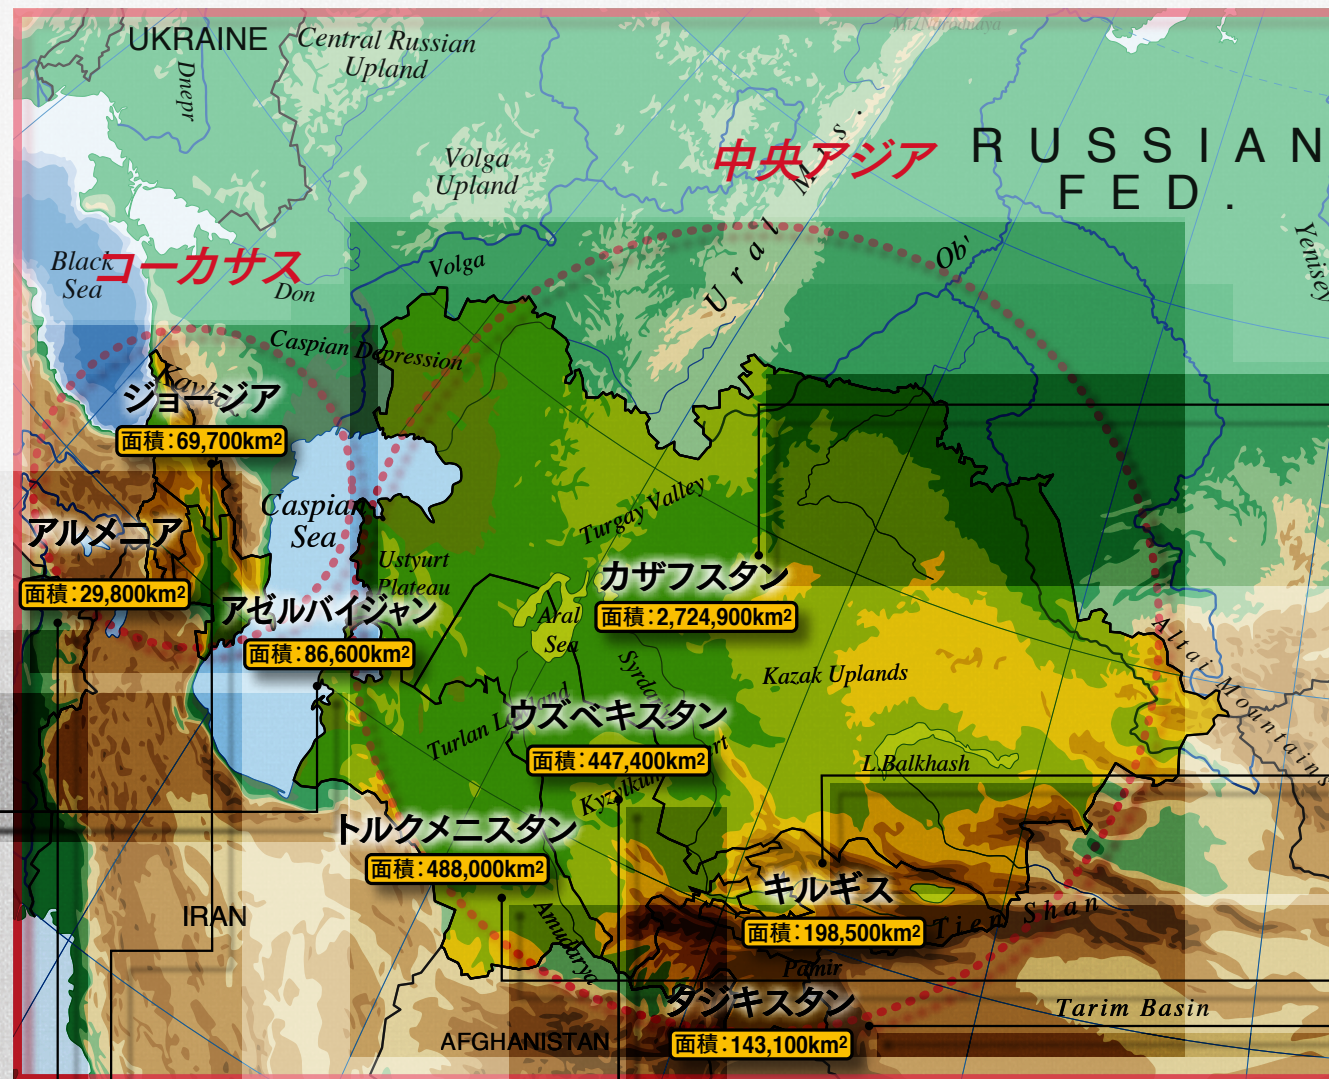 Mt.Narodnaya
UKRAINE
Central Russian
Upland
Dnepr
Volga
Upland
中央アジア
RUSSIAN
FED.
Ural Mts.
Ob'
Yenisey
Black
Sea
コーカサス
Don
Volga
Caspian Depression
Kavkaz
ジョージア
面積：69,700km2
Caspian
Sea
Turgay Valley
アルメニア
面積：29,800km2
Ustyurt
Plateau
アゼルバイジャン
面積：86,600km2
Aral
Sea
カザフスタン
面積：2,724,900km2
Kazak Uplands
Altai Mountains
Turlan
ウズベキスタン
面積：447,400km2
L.Balkhash
トルクメニスタン
面積：488,000km2
キルギス
面積：198,500km2
Tien Shan
IRAN
Amudarya
Pamir
タジキスタン
面積：143,100km2
Tarim Basin
AFGHANISTAN